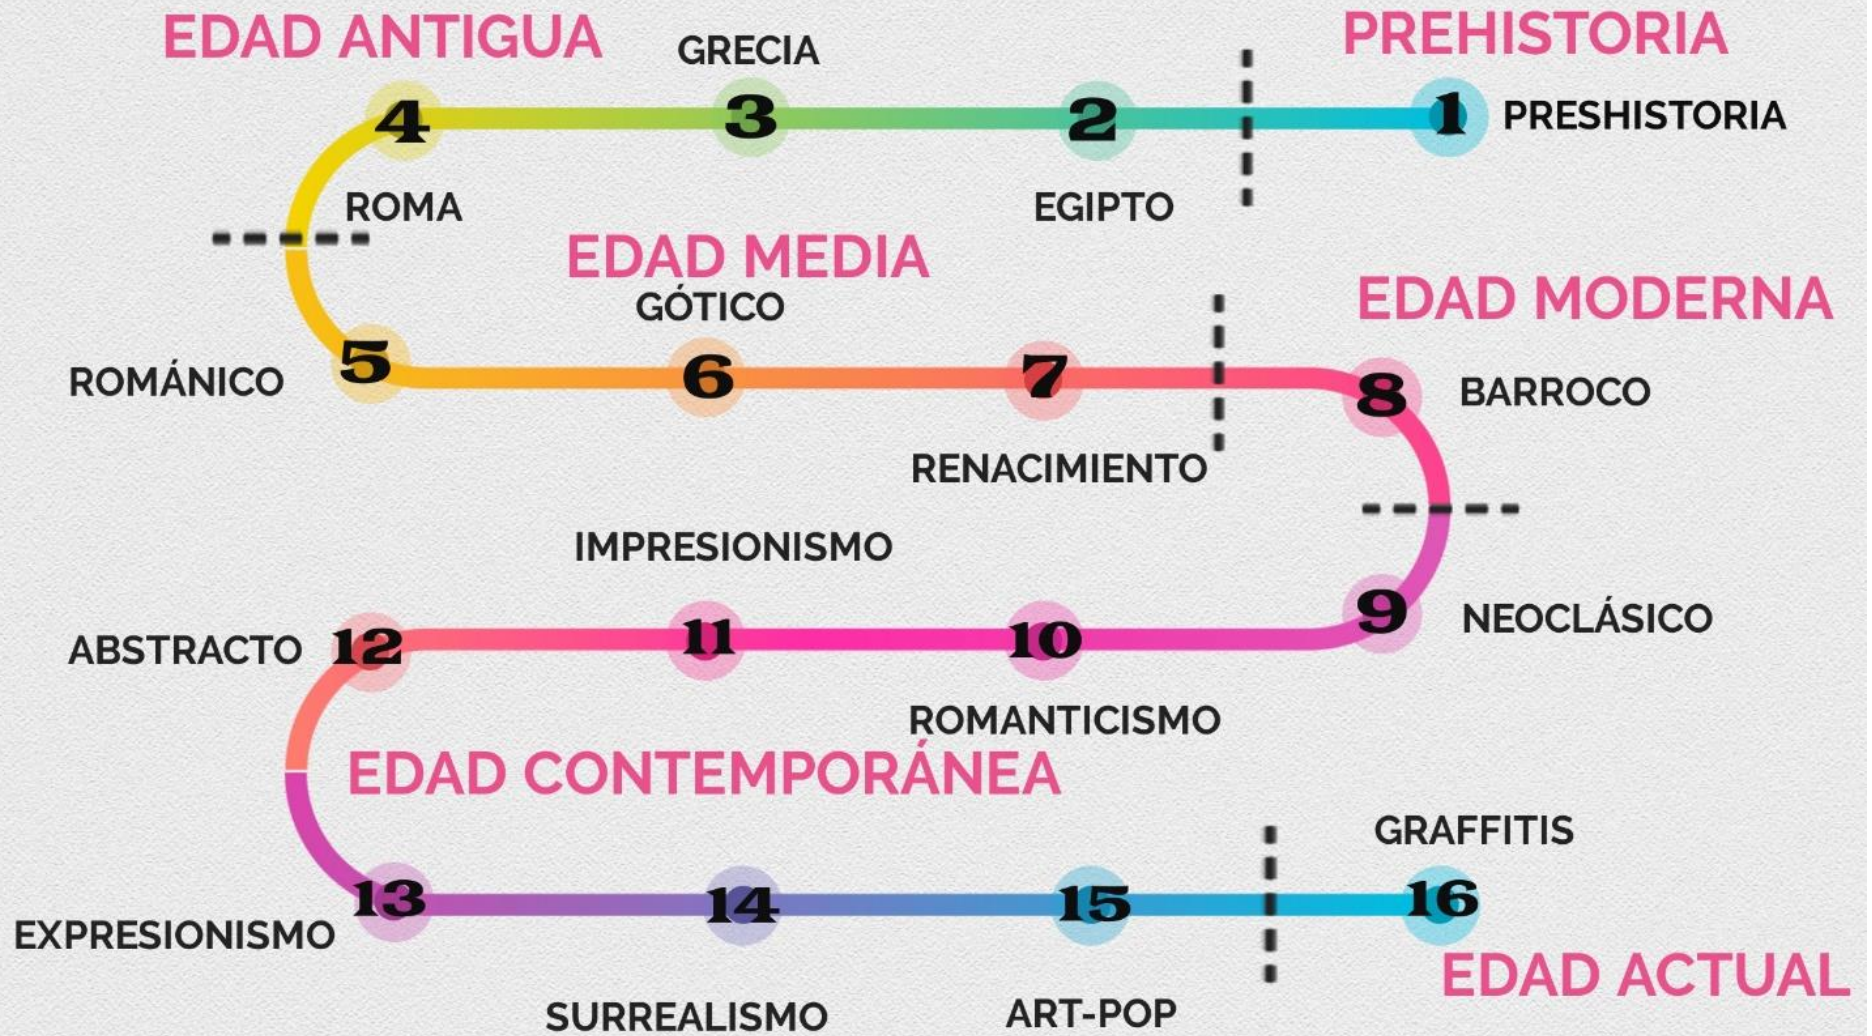 EDAD ANTIGUA
PREHISTORIA
GRECIA
4
3
2
1
PRESHISTORIA
ROMA
EGIPTO
EDAD MEDIA
GÓTICO
EDAD MODERNA
ROMÁNICO
5
6
7
8
BARROCO
RENACIMIENTO
IMPRESIONISMO
ABSTRACTO
12
11
10
9
NEOCLÁSICO
ROMANTICISMO
EDAD CONTEMPORÁNEA
GRAFFITIS
EXPRESIONISMO
13
14
15
16
EDAD ACTUAL
SURREALISMO
ART-POP